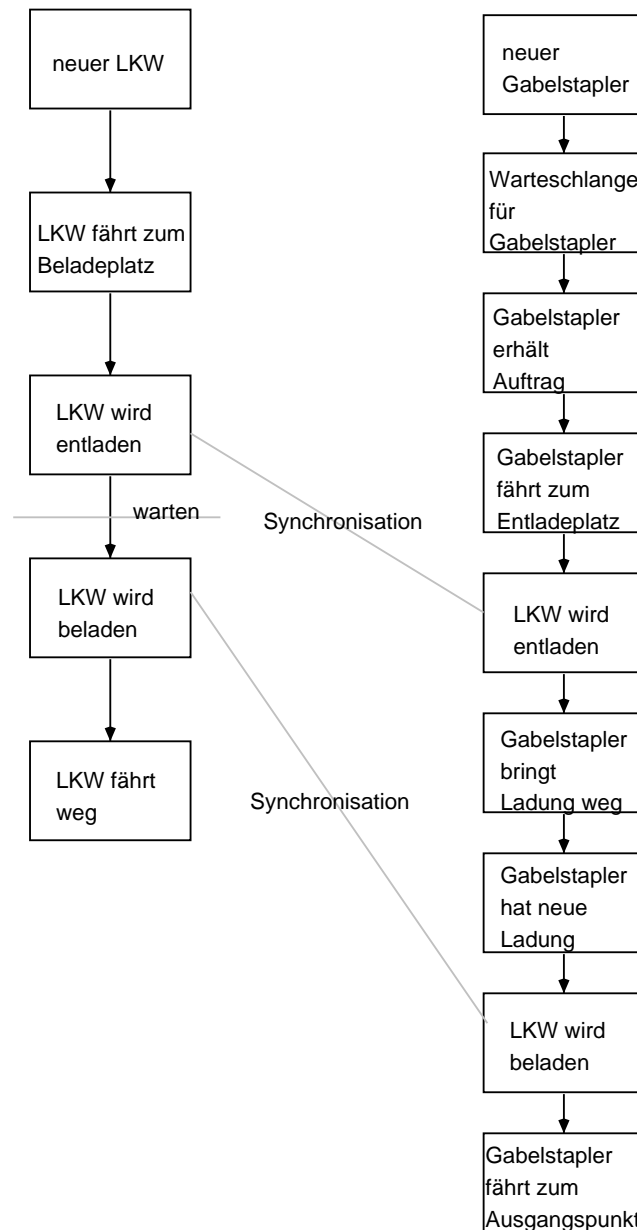 neuer LKW
LKW fährt zum
Beladeplatz
LKW wird
entladen
warten
LKW wird
beladen
LKW fährt
weg
Synchronisation
Synchronisation
neuer
Gabelstapler
Warteschlange
für
Gabelstapler
Gabelstapler
erhält
Auftrag
Gabelstapler
fährt zum
Entladeplatz
LKW wird
entladen
Gabelstapler
bringt
Ladung weg
Gabelstapler
hat neue
Ladung
LKW wird
beladen
Gabelstapler
fährt zum
Ausgangspunkt